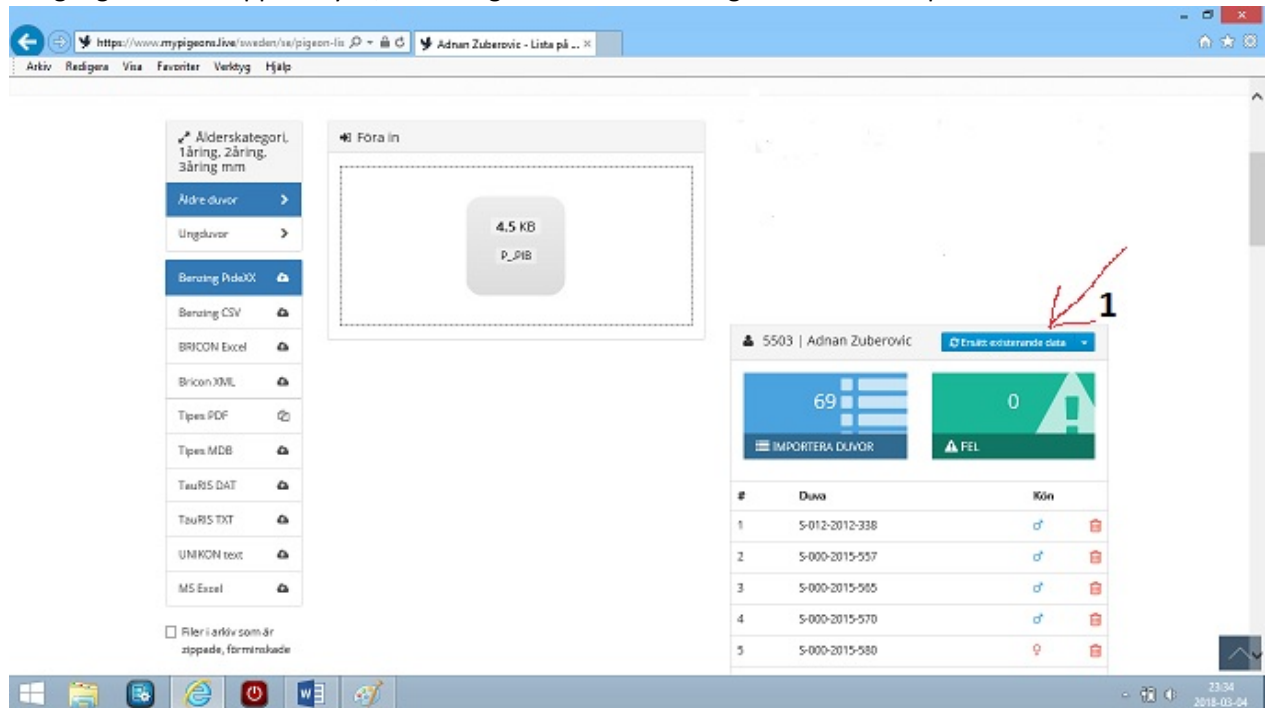 https://www.mypigeons.live/sweden/se/pigeon-lis
Adnan Zuberovic - Lista på ...
Arkiv Redigera Visa Favoriter Verktyg Hjälp
Ålderskategori,
1åring, 2åring,
3åring mm
Äldre duvor
Ungduvor
Benzing PideXX
Benzing CSV
BRICON Excel
Bricon XML
Tipes PDF
Tipes MDB
TauRIS DAT
TauRIS TXT
UNIKON text
MS Excel
Filer i arkiv som är
zippade, förminskade
Föra in
4.5 KB
P_.PIB
1
5503 | Adnan Zuberovic
Ersätt existerande data
69
IMPORTERA DUVOR
0
FEL
# Duva Kön
1 S-012-2012-338 ♂
2 S-000-2015-557 ♂
3 S-000-2015-565 ♂
4 S-000-2015-570 ♂
5 S-000-2015-580 ♀
23:34
2018-03-04